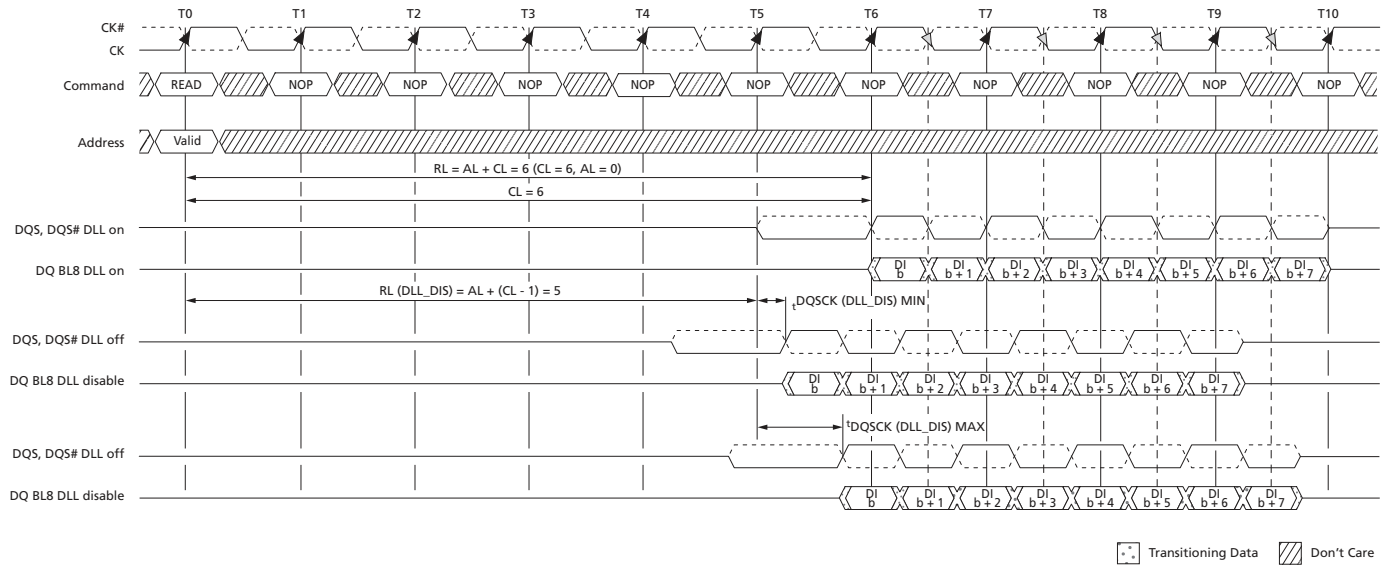 T0 T1 T2 T3 T4 T5 T6 T7 T8 T9 T10
CK#
CK
Command READ NOP NOP NOP NOP NOP NOP NOP NOP NOP NOP
Address Valid
RL = AL + CL = 6 (CL = 6, AL = 0)
CL = 6
DQS, DQS# DLL on
DQ BL8 DLL on DI b DI b + 1 DI b + 2 DI b + 3 DI b + 4 DI b + 5 DI b + 6 DI b + 7
RL (DLL_DIS) = AL + (CL - 1) = 5
tDQSCK (DLL_DIS) MIN
DQS, DQS# DLL off
DQ BL8 DLL disable DI b DI b + 1 DI b + 2 DI b + 3 DI b + 4 DI b + 5 DI b + 6 DI b + 7
tDQSCK (DLL_DIS) MAX
DQS, DQS# DLL off
DQ BL8 DLL disable DI b DI b + 1 DI b + 2 DI b + 3 DI b + 4 DI b + 5 DI b + 6 DI b + 7
Transitioning Data Don't Care